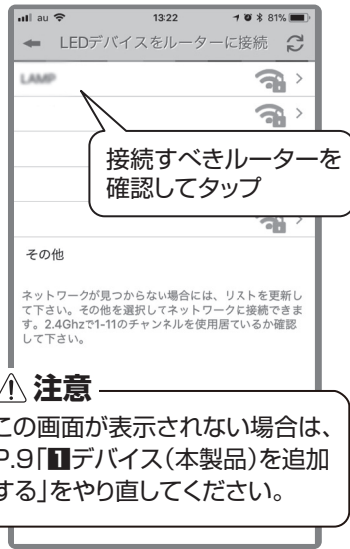 au 13:22 81%
LEDデバイスをルーターに接続
LAMP
接続すべきルーターを
確認してタップ
その他
ネットワークが見つからない場合には、リストを更新し
て下さい。その他を選択してネットワークに接続できま
す。2.4Ghzで1-11のチャンネルを使用居ているか確認
して下さい。
注意
この画面が表示されない場合は、
P.9「1デバイス(本製品)を追加
する」をやり直してください。